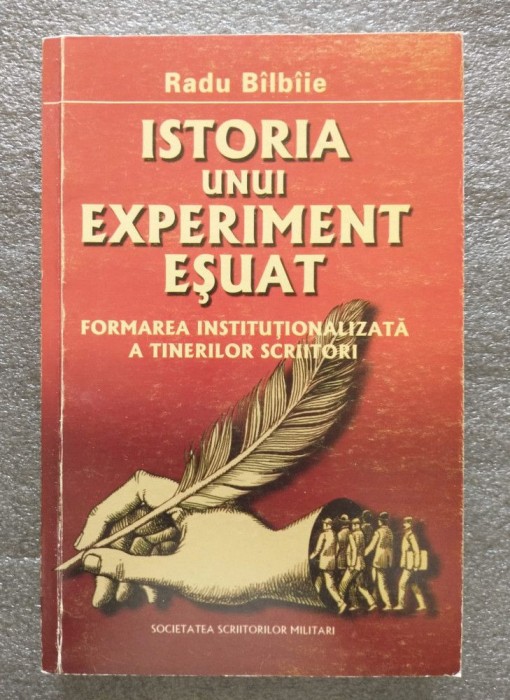 Radu Bîlbîie
ISTORIA
UNUI
EXPERIMENT
EŞUAT
FORMAREA INSTITUŢIONALIZATĂ
A TINERILOR SCRIITORI
SOCIETATEA SCRIITORILOR MILITARI